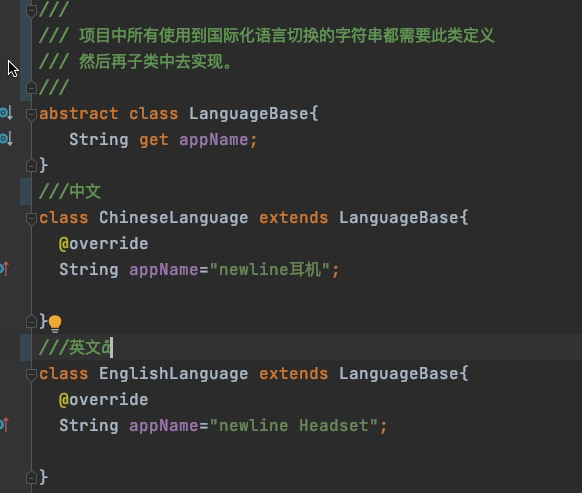 ///
/// 项目中所有使用到国际化语言切换的字符串都需要此类定义
/// 然后再子类中去实现。
///
abstract class LanguageBase{
String get appName;
}
///中文
class ChineseLanguage extends LanguageBase{
@override
String appName="newline耳机";
}
///英文å
class EnglishLanguage extends LanguageBase{
@override
String appName="newline Headset";
}